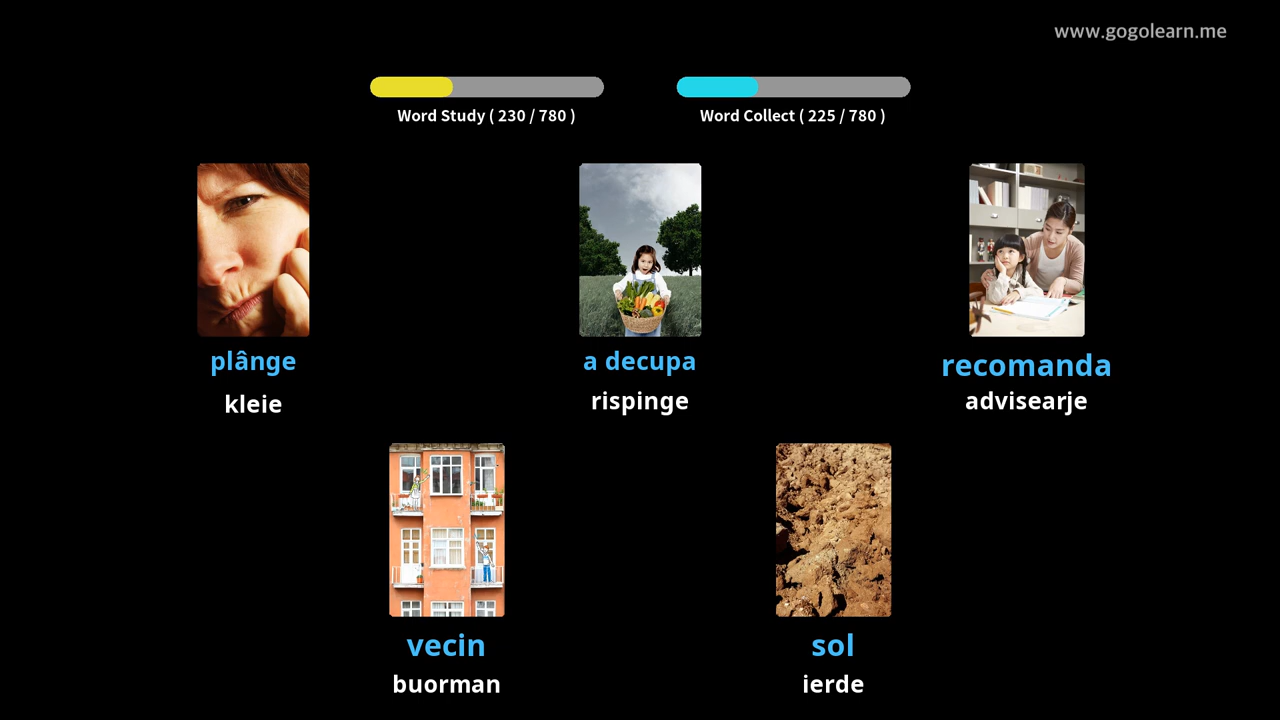 www.gogolearn.me
Word Study ( 230 / 780 )
Word Collect ( 225 / 780 )
plânge
kleie
a decupa
rispinge
recomanda
advisearje
vecin
buorman
sol
ierde